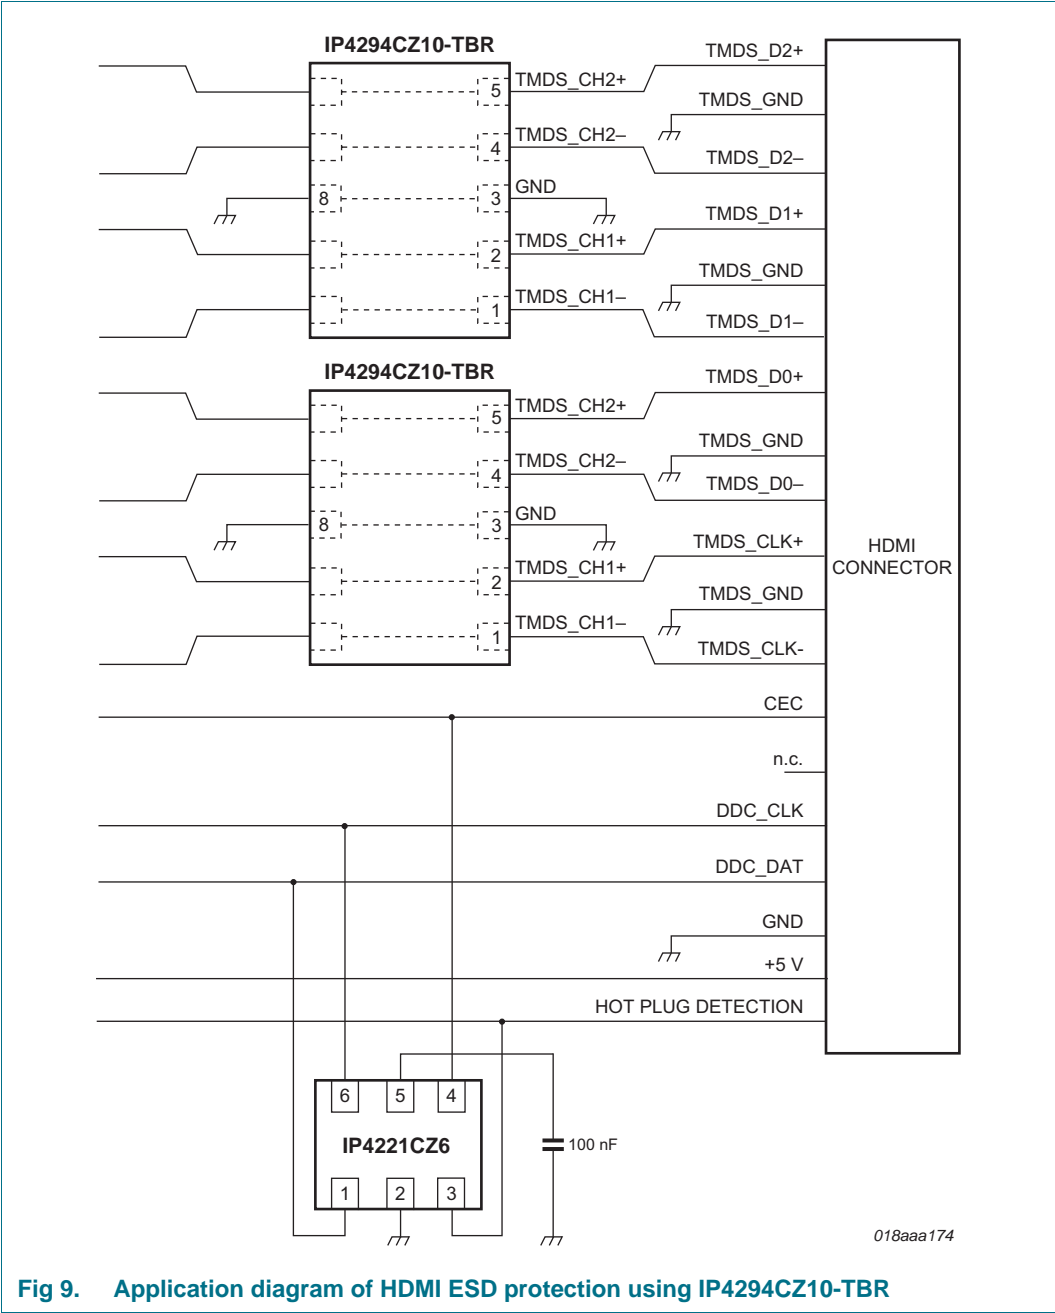 IP4294CZ10-TBR
TMDS_D2+
TMDS_CH2+
5
TMDS_GND
TMDS_CH2–
4
TMDS_D2–
8
3
GND
TMDS_D1+
TMDS_CH1+
2
TMDS_GND
TMDS_CH1–
1
TMDS_D1–
IP4294CZ10-TBR
TMDS_D0+
TMDS_CH2+
5
TMDS_GND
TMDS_CH2–
4
TMDS_D0–
8
3
GND
TMDS_CLK+
HDMI
CONNECTOR
TMDS_CH1+
2
TMDS_GND
TMDS_CH1–
1
TMDS_CLK-
CEC
n.c.
DDC_CLK
DDC_DAT
GND
+5 V
HOT PLUG DETECTION
6 5 4
IP4221CZ6
100 nF
1 2 3
018aaa174
Fig 9. Application diagram of HDMI ESD protection using IP4294CZ10-TBR